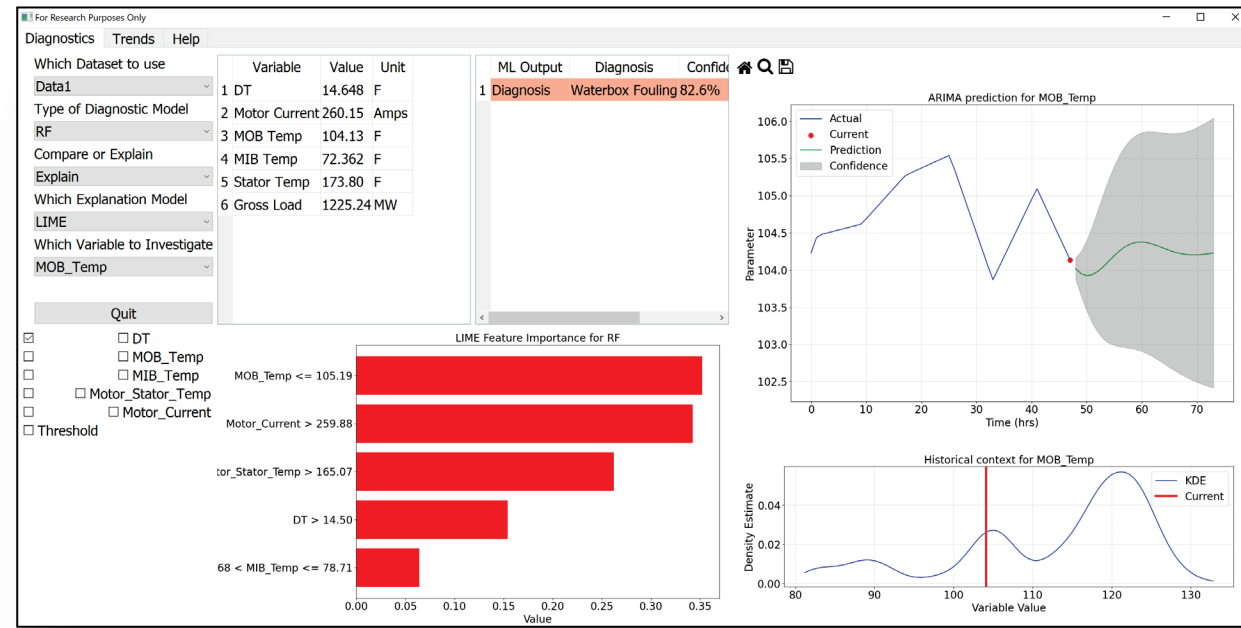 For Research Purposes Only
Diagnostics Trends Help
Which Dataset to use
Data1
Type of Diagnostic Model
RF
Compare or Explain
Explain
Which Explanation Model
LIME
Which Variable to Investigate
MOB_Temp
Quit
DT
MOB_Temp
MIB_Temp
Motor_Stator_Temp
Motor_Current
Threshold
Variable Value Unit
1 DT 14.648 F
2 Motor Current 260.15 Amps
3 MOB Temp 104.13 F
4 MIB Temp 72.362 F
5 Stator Temp 173.80 F
6 Gross Load 1225.24 MW
ML Output Diagnosis Confide
1 Diagnosis Waterbox Fouling 82.6%
LIME Feature Importance for RF
MOB_Temp <= 105.19
Motor_Current > 259.88
tor_Stator_Temp > 165.07
DT > 14.50
68 < MIB_Temp <= 78.71
0.00 0.05 0.10 0.15 0.20 0.25 0.30 0.35
Value
ARIMA prediction for MOB_Temp
Actual
Current
Prediction
Confidence
106.0
105.5
105.0
104.5
104.0
103.5
103.0
102.5
Parameter
0 10 20 30 40 50 60 70
Time (hrs)
Historical context for MOB_Temp
KDE
Current
0.04
0.02
0.00
Density Estimate
80 90 100 110 120 130
Variable Value